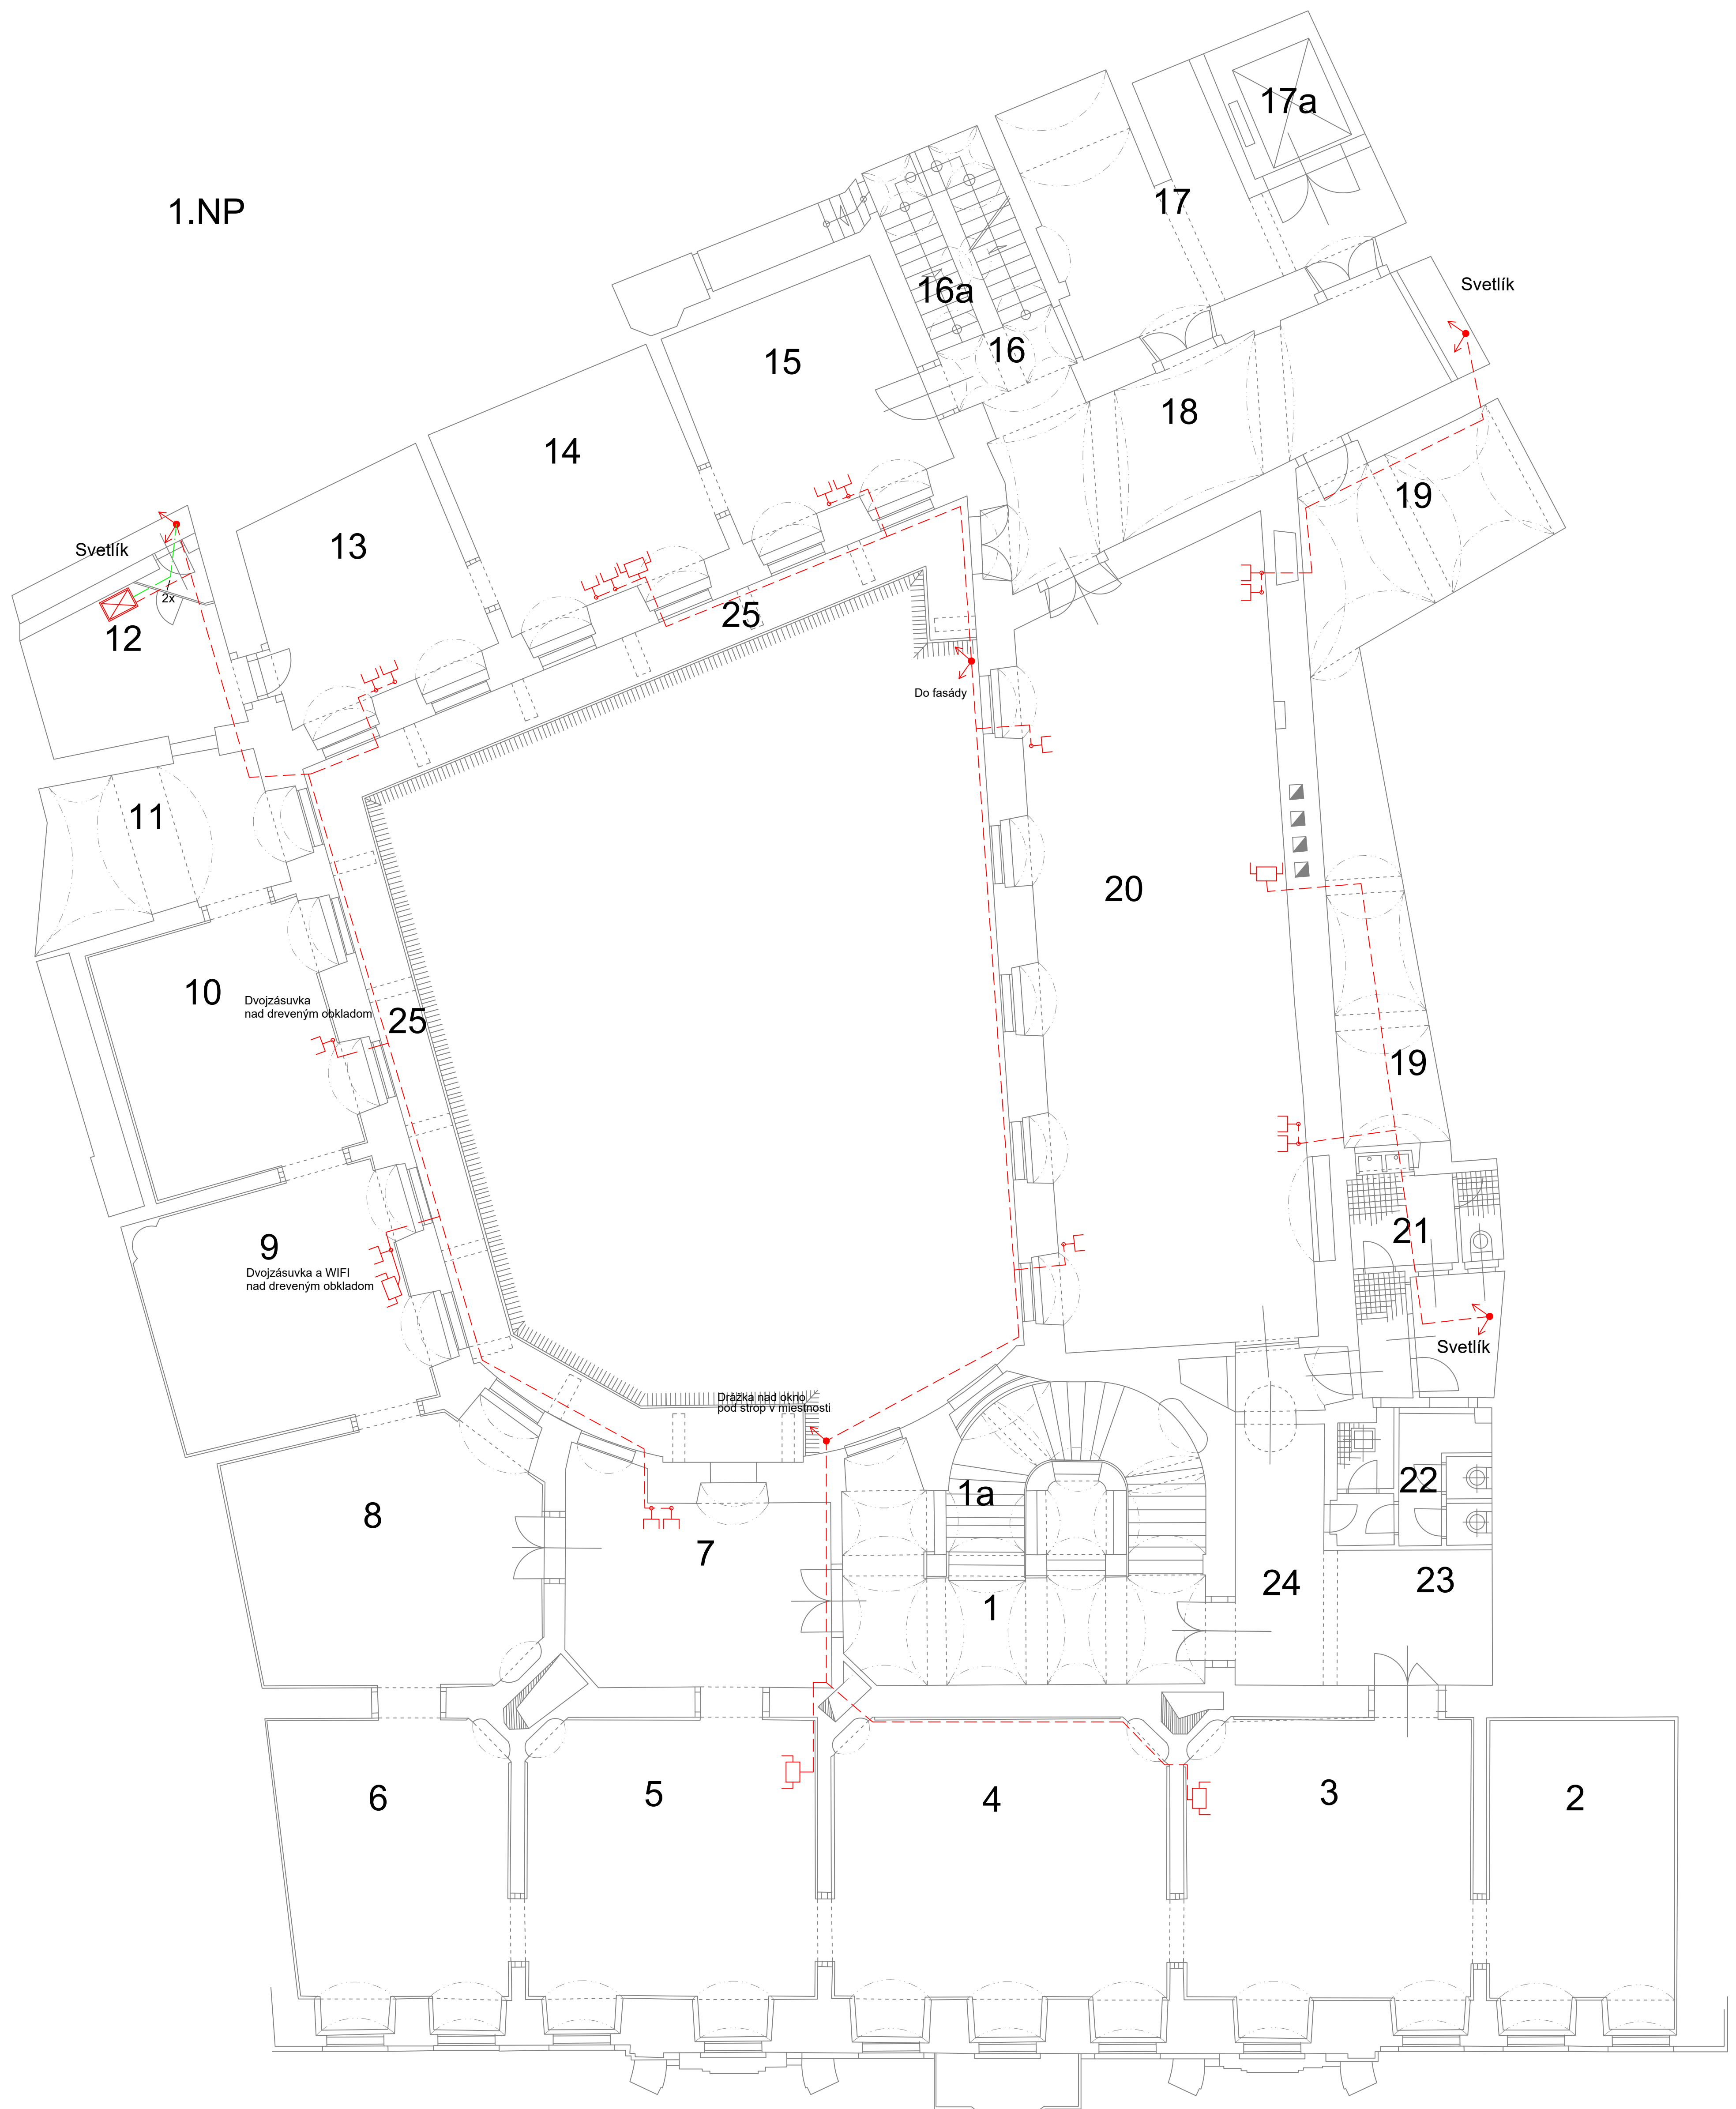 17a
1.NP
17
Svetlík
16a
16
15
18
14
19
13
Svetlík
2x
25
12
Do fasády
11
20
10
Dvojzásuvka
nad dreveným obkladom
25
19
21
9
Dvojzásuvka a WIFI
nad dreveným obkladom
Svetlík
Drážka nad okno
pod strop v miestnosti
22
1a
8
7
24
23
1
6
5
4
3
2